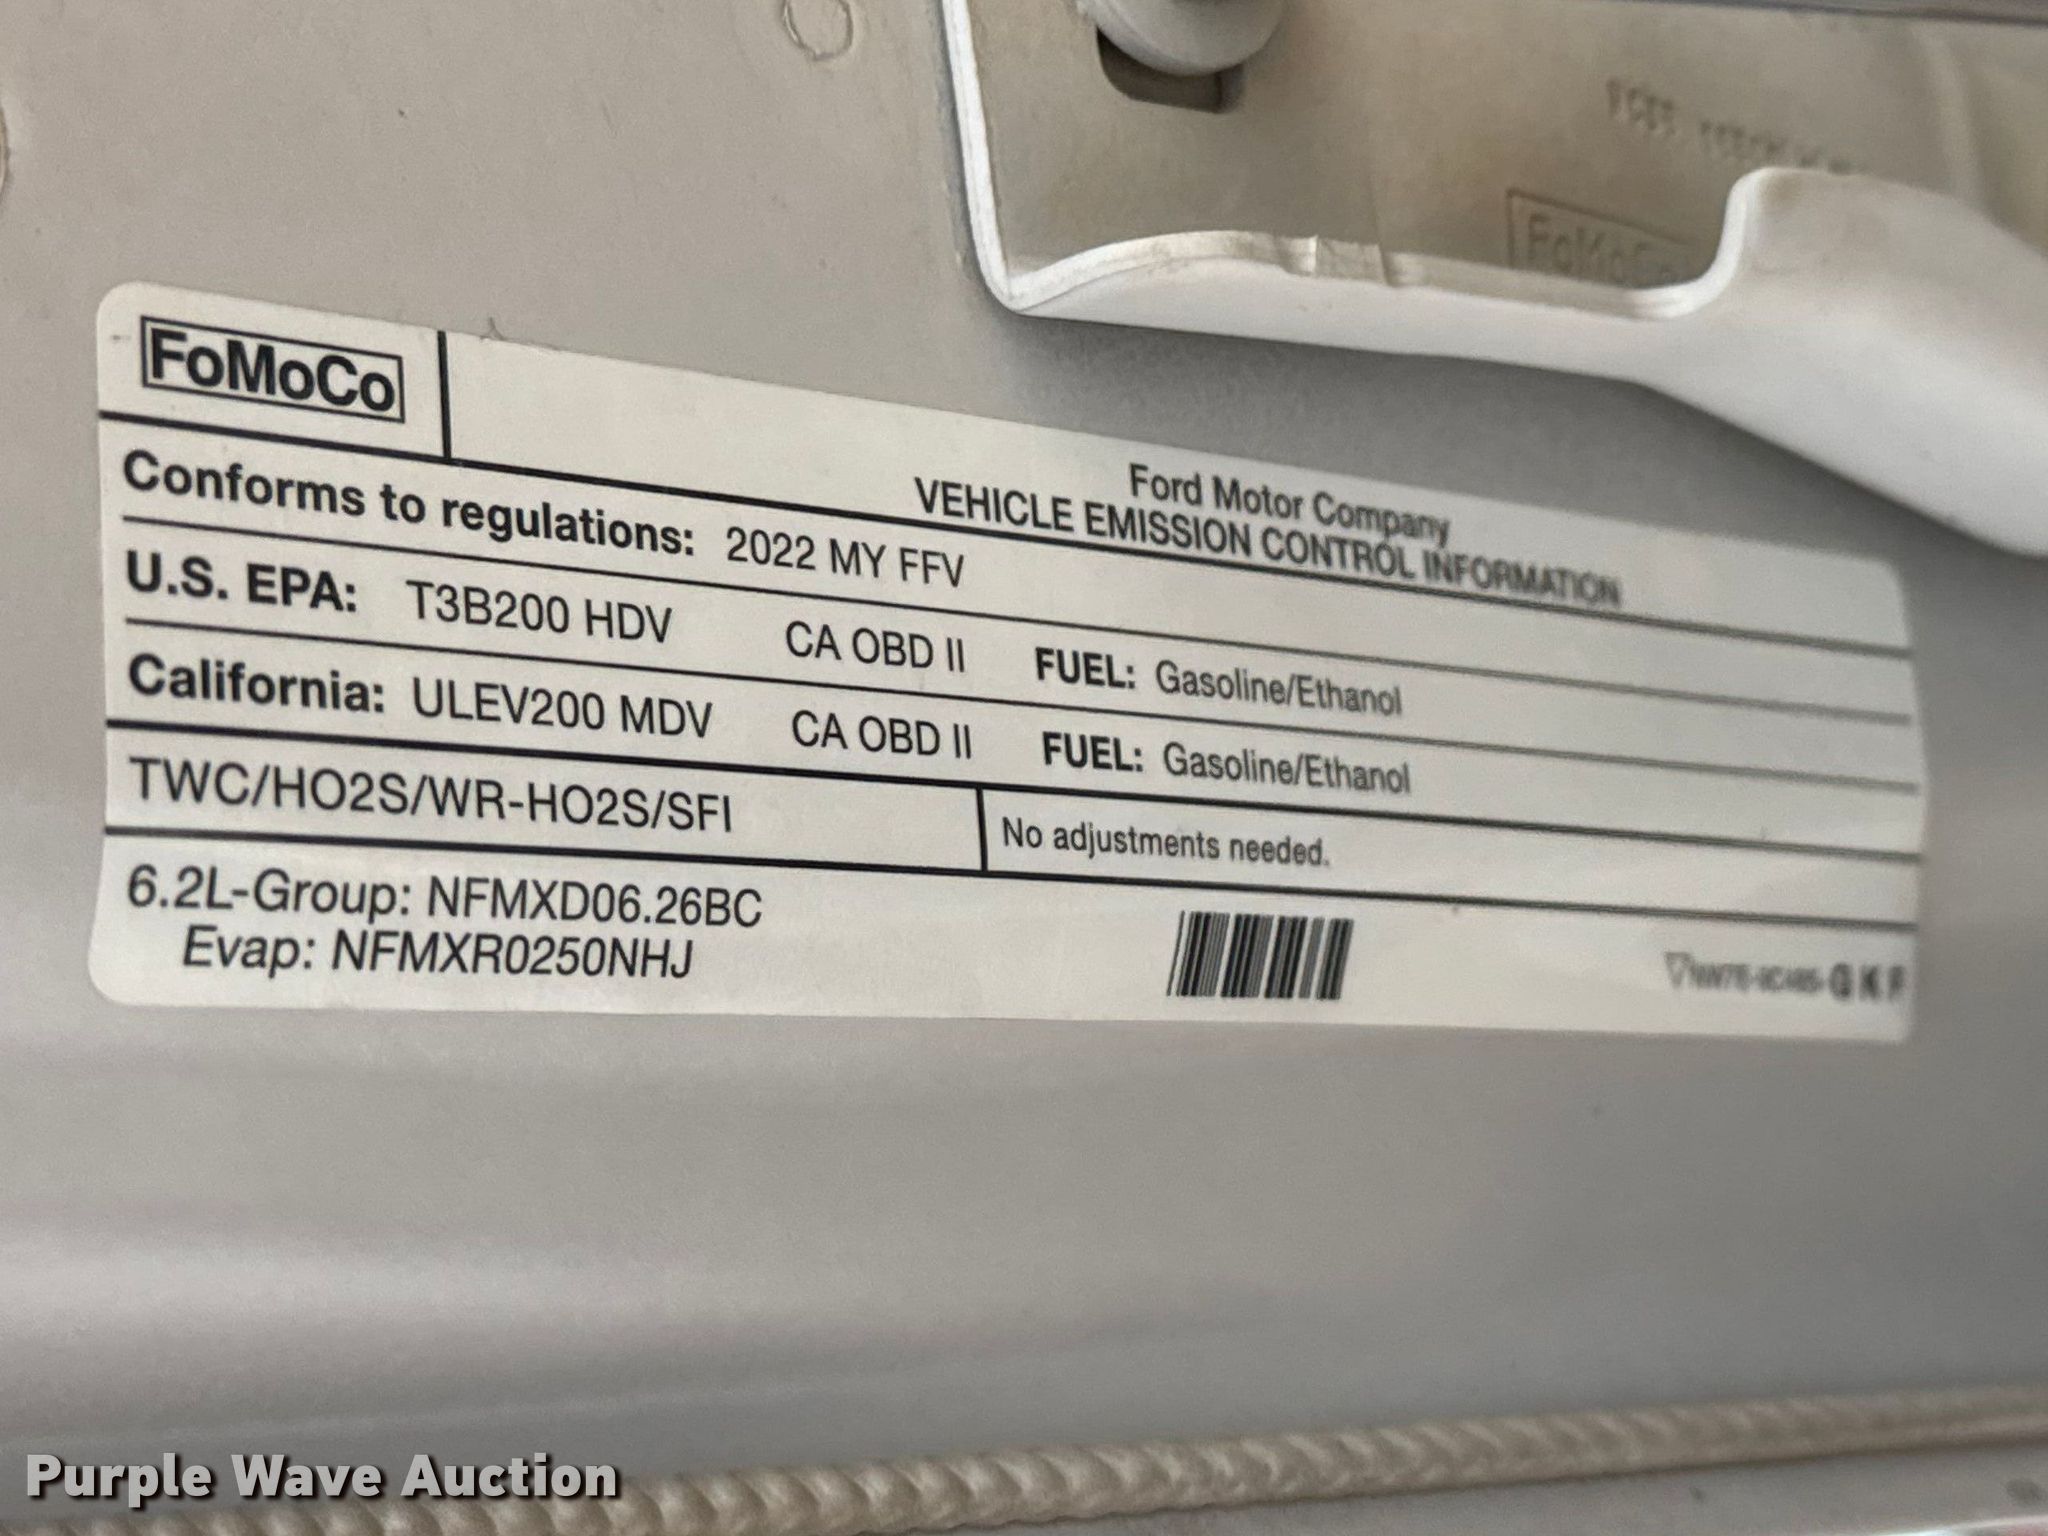 FoMoCo
FoMoCo
Ford Motor Company
VEHICLE EMISSION CONTROL INFORMATION
Conforms to regulations: 2022 MY FFV
U.S. EPA: T3B200 HDV CA OBD II FUEL: Gasoline/Ethanol
California: ULEV200 MDV CA OBD II FUEL: Gasoline/Ethanol
TWC/HO2S/WR-HO2S/SFI
No adjustments needed.
6.2L-Group: NFMXD06.26BC
Evap: NFMXR0250NHJ
Purple Wave Auction